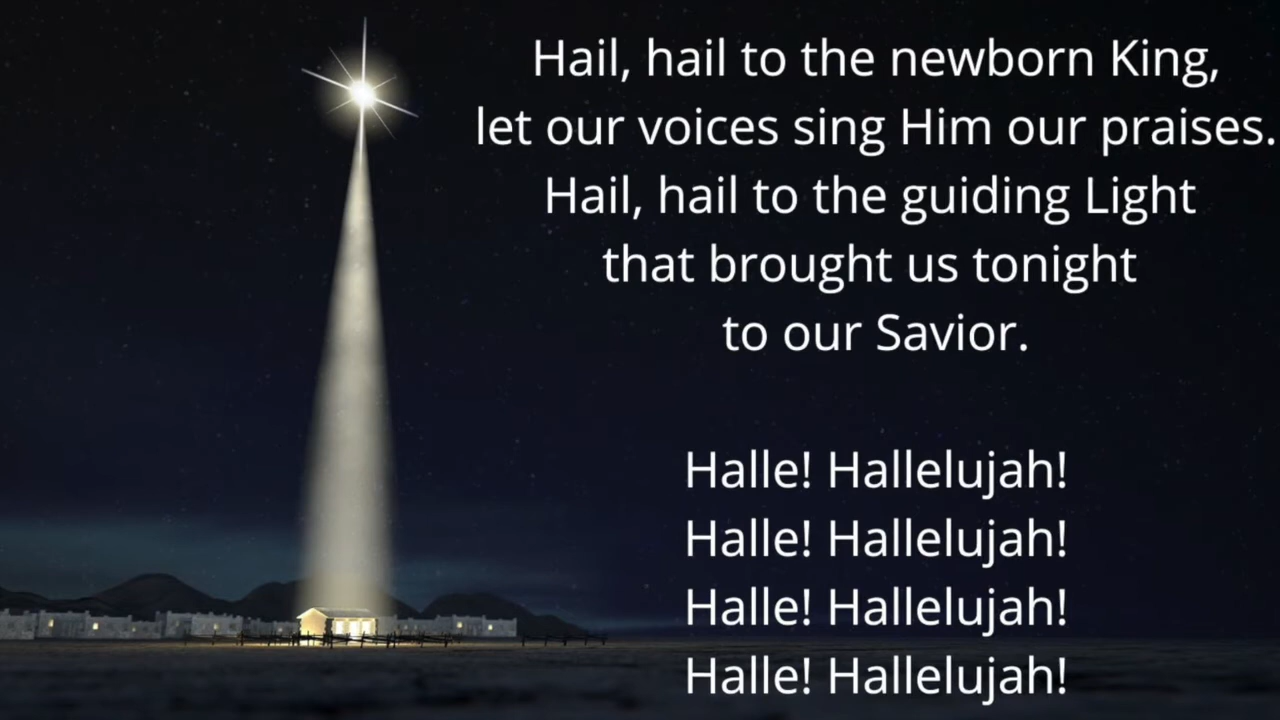 Hail, hail to the newborn King,
let our voices sing Him our praises.
Hail, hail to the guiding Light
that brought us tonight
to our Savior.
Halle! Hallelujah!
Halle! Hallelujah!
Halle! Hallelujah!
Halle! Hallelujah!